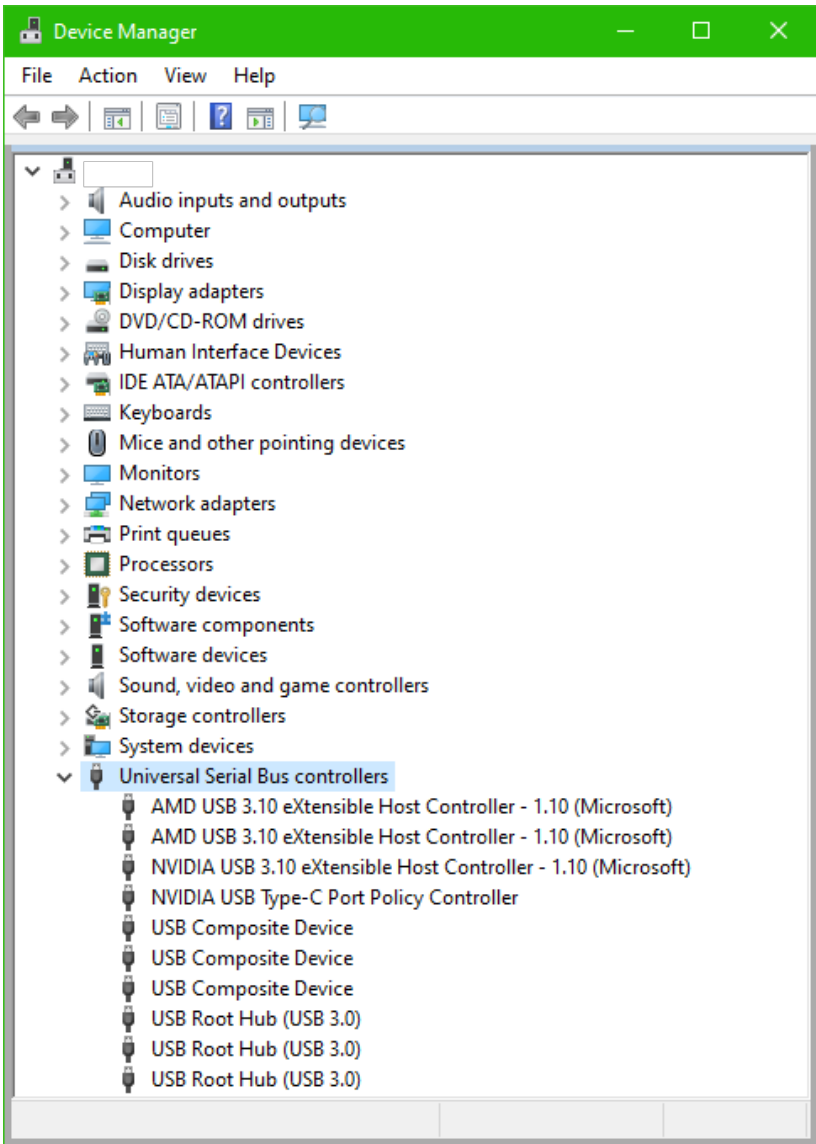 Device Manager
File Action View Help
Audio inputs and outputs
Computer
Disk drives
Display adapters
DVD/CD-ROM drives
Human Interface Devices
IDE ATA/ATAPI controllers
Keyboards
Mice and other pointing devices
Monitors
Network adapters
Print queues
Processors
Security devices
Software components
Software devices
Sound, video and game controllers
Storage controllers
System devices
Universal Serial Bus controllers
AMD USB 3.10 eXtensible Host Controller - 1.10 (Microsoft)
AMD USB 3.10 eXtensible Host Controller - 1.10 (Microsoft)
NVIDIA USB 3.10 eXtensible Host Controller - 1.10 (Microsoft)
NVIDIA USB Type-C Port Policy Controller
USB Composite Device
USB Composite Device
USB Composite Device
USB Root Hub (USB 3.0)
USB Root Hub (USB 3.0)
USB Root Hub (USB 3.0)